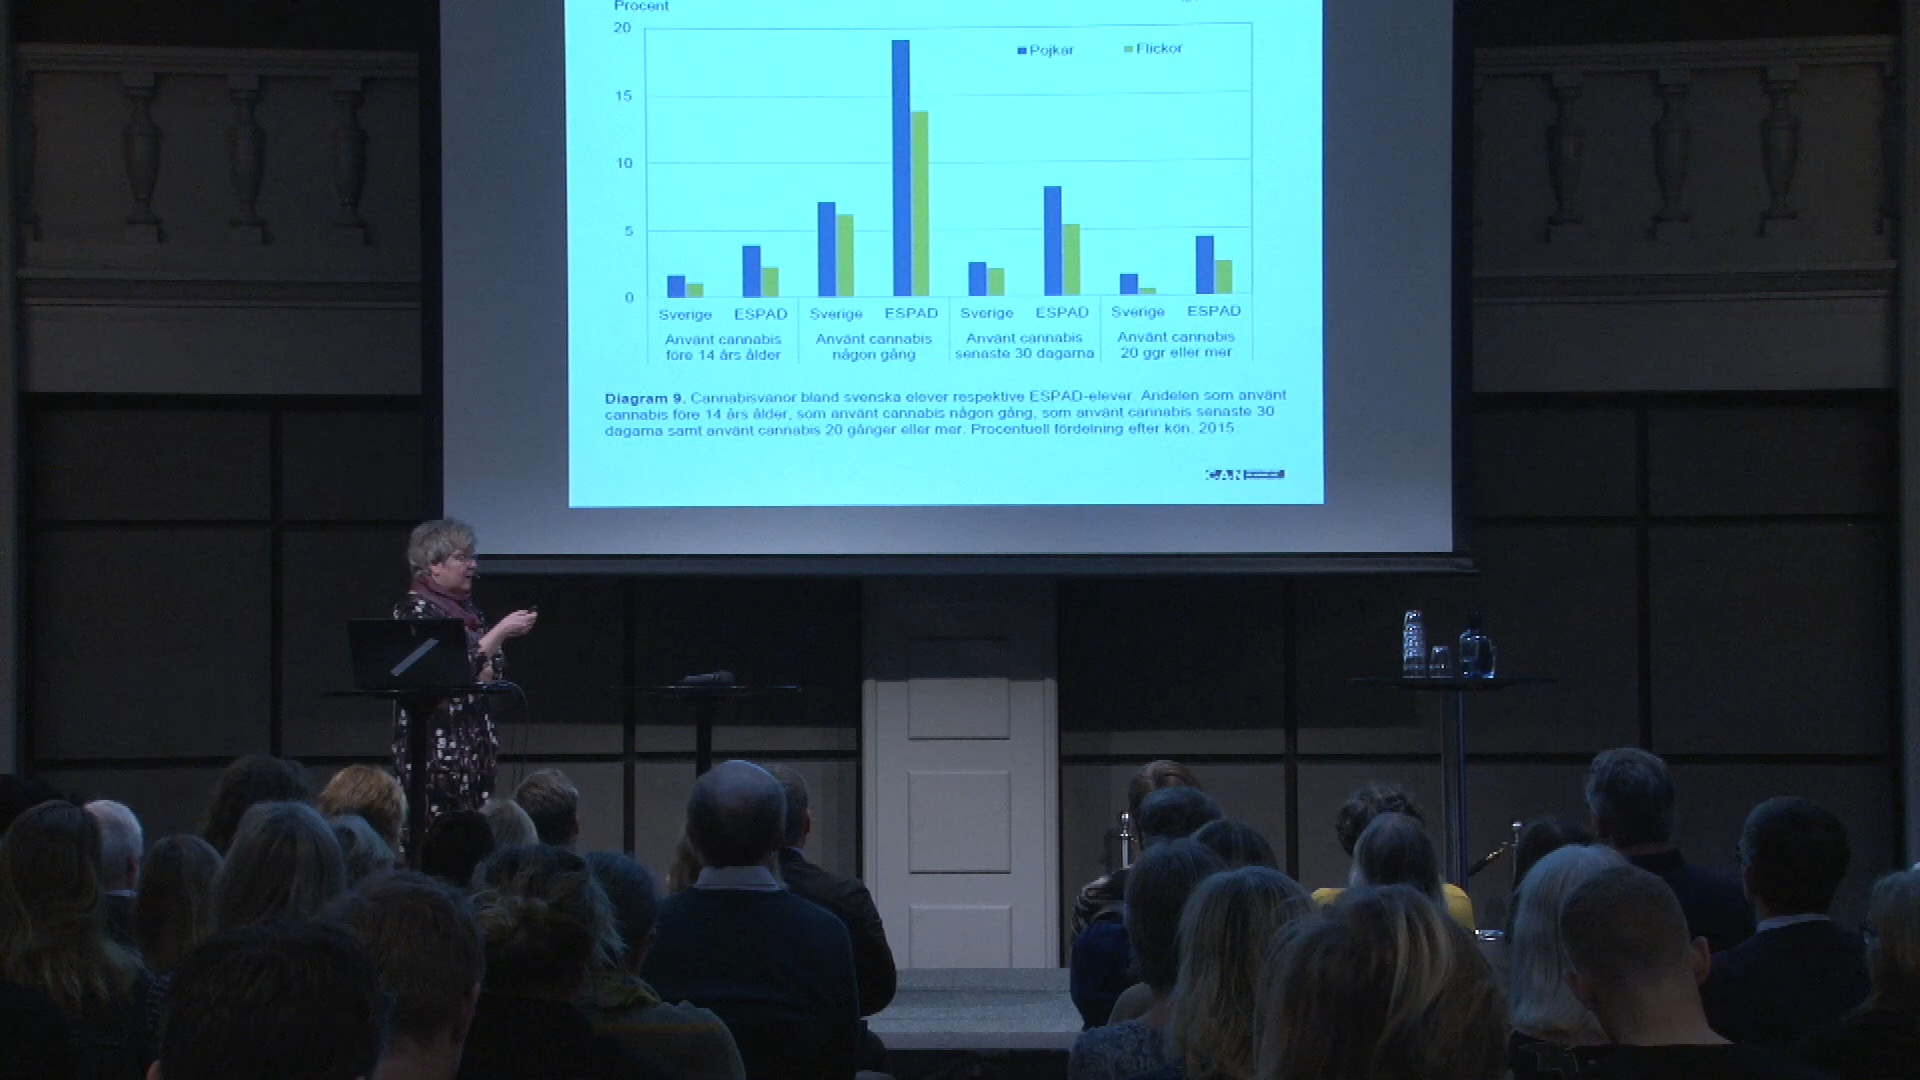 Procent
20
Pojkar Flickor
15
10
5
0
Sverige ESPAD Sverige ESPAD Sverige ESPAD Sverige ESPAD
Använt cannabis före 14 års ålder
Använt cannabis någon gång
Använt cannabis senaste 30 dagarna
Använt cannabis 20 ggr eller mer
Diagram 9. Cannabisvanor bland svenska elever respektive ESPAD-elever. Andelen som använt
cannabis före 14 års ålder, som använt cannabis någon gång, som använt cannabis senaste 30
dagarna samt använt cannabis 20 gånger eller mer. Procentuell fördelning efter kön. 2015
CAN